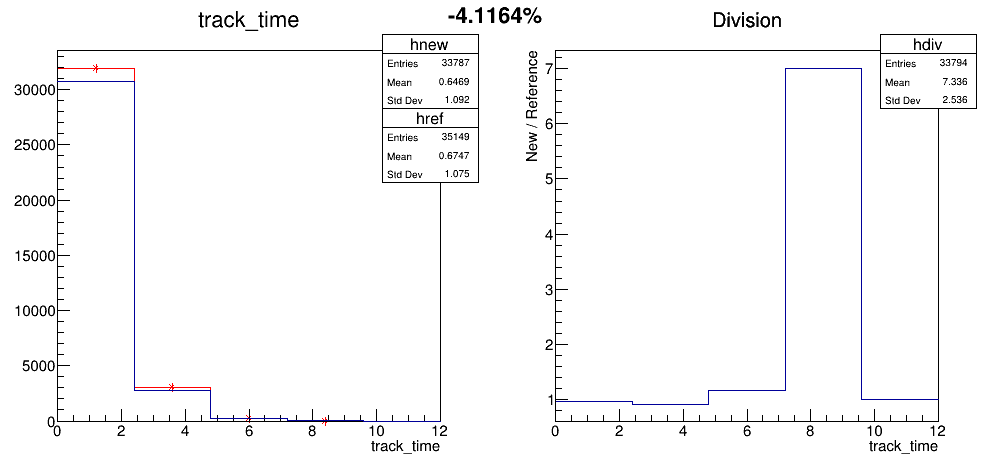 track_time
-4.1164%
Division
hnew
Entries 33787
Mean 0.6469
Std Dev 1.092
href
Entries 35149
Mean 0.6747
Std Dev 1.075
30000
25000
20000
15000
10000
5000
0
0 2 4 6 8 10 12
track_time
hdiv
Entries 33794
Mean 7.336
Std Dev 2.536
New / Reference
7
6
5
4
3
2
1
0 2 4 6 8 10 12
track_time